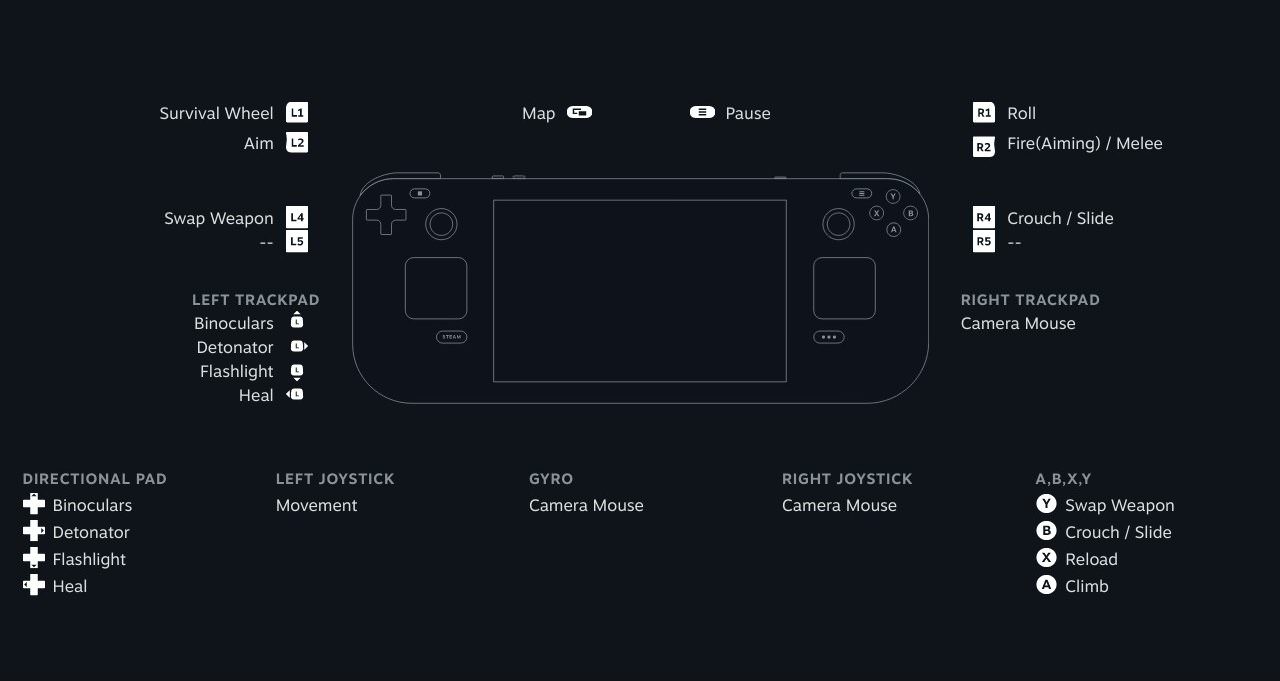 Survival Wheel L1
Aim L2
Map
Pause
R1 Roll
R2 Fire(Aiming) / Melee
Swap Weapon L4
-- L5
R4 Crouch / Slide
R5 --
Y
X B
A
STEAM
LEFT TRACKPAD
Binoculars L
Detonator L
Flashlight L
Heal L
RIGHT TRACKPAD
Camera Mouse
DIRECTIONAL PAD
Binoculars
Detonator
Flashlight
Heal
LEFT JOYSTICK
Movement
GYRO
Camera Mouse
RIGHT JOYSTICK
Camera Mouse
A,B,X,Y
Y Swap Weapon
B Crouch / Slide
X Reload
A Climb